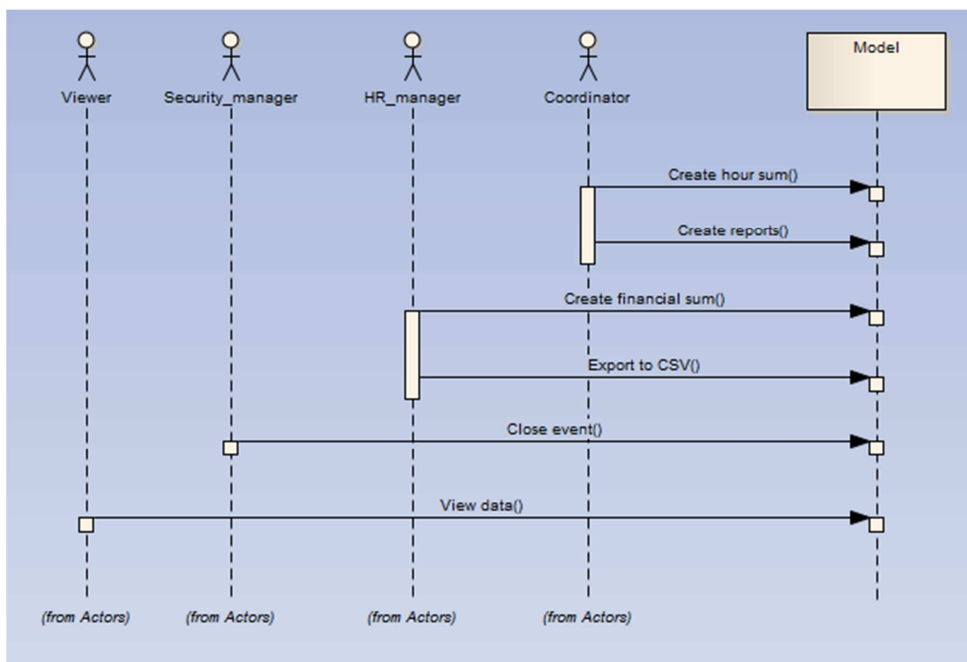 Viewer
Security_manager
HR_manager
Coordinator
Model
Create hour sum()
Create reports()
Create financial sum()
Export to CSV()
Close event()
View data()
(from Actors)
(from Actors)
(from Actors)
(from Actors)